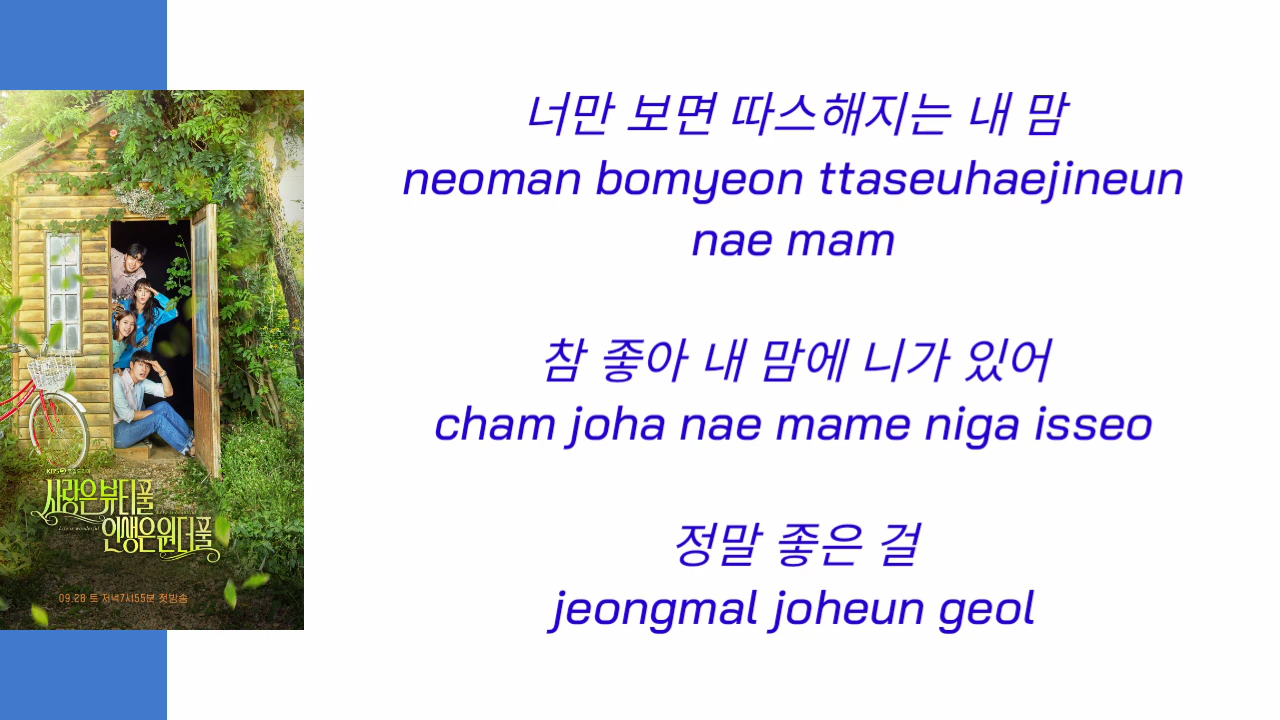 너만 보면 따스해지는 내 맘
neoman bomyeon ttaseuhaejineun
nae mam
참 좋아 내 맘에 니가 있어
cham joha nae mame niga isseo
정말 좋은 걸
jeongmal joheun geol
사랑은 뷰티풀
인생은 원더풀
09.28 토 저녁7시55분 첫방송